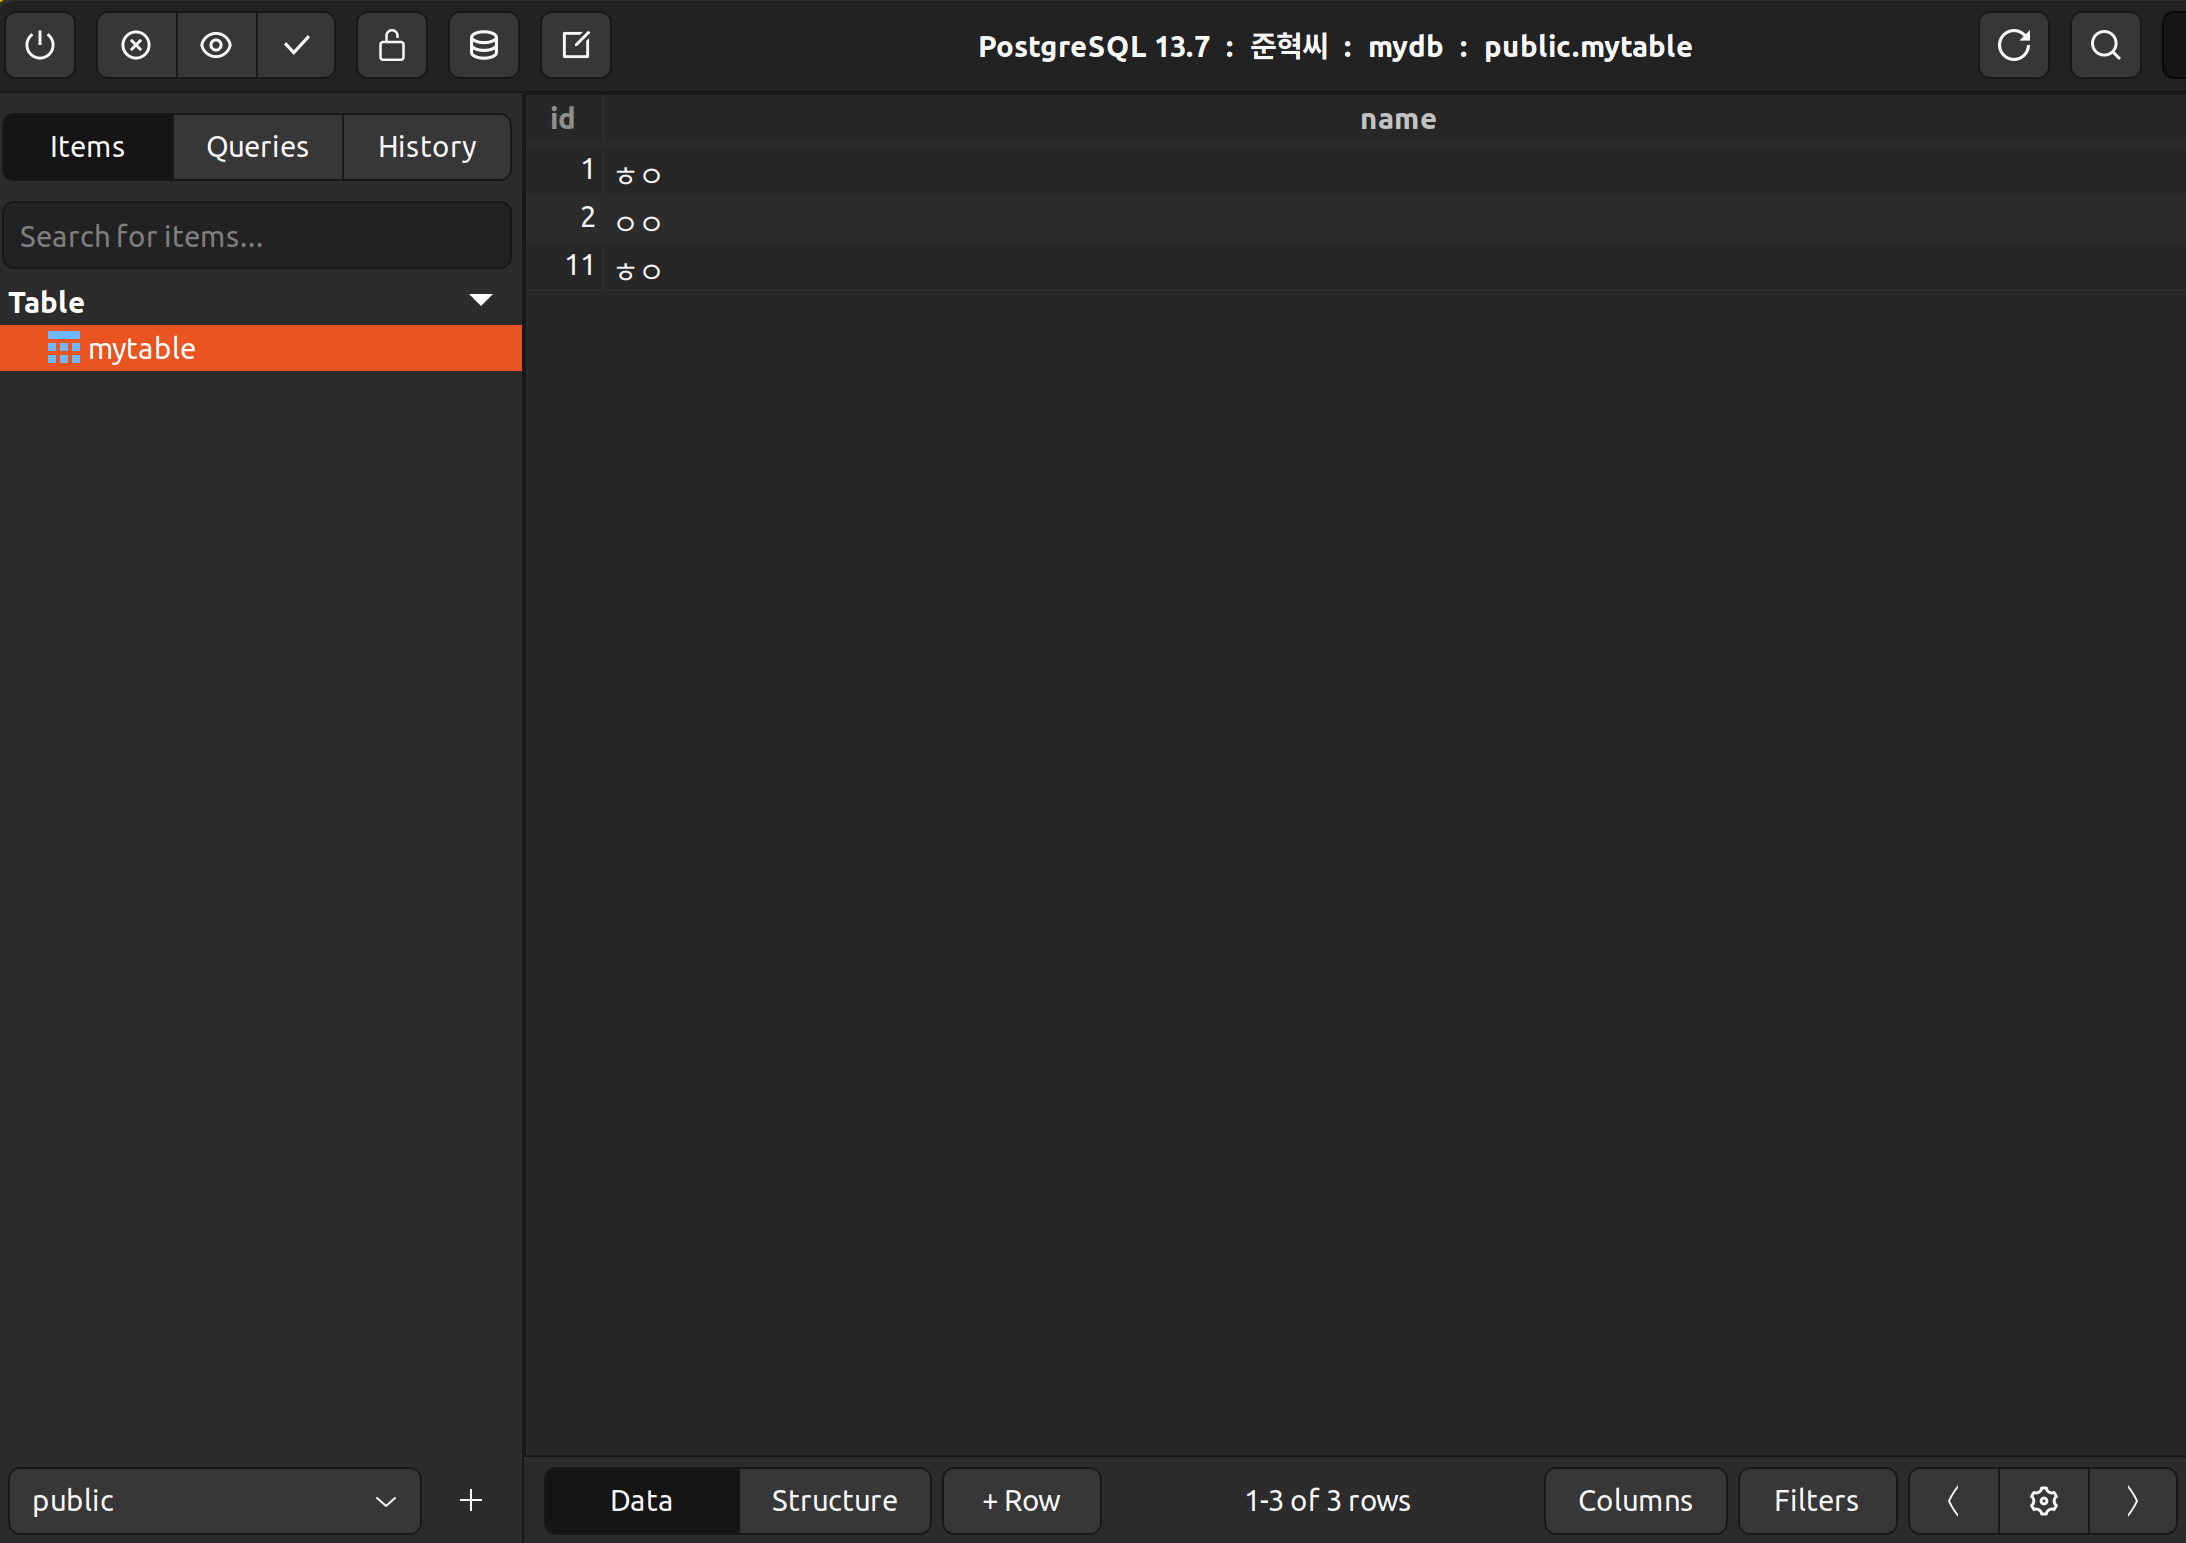 PostgreSQL 13.7 : 준혁씨 : mydb : public.mytable
Items Queries History
Search for items...
Table
mytable
id name
1 ㅎㅇ
2 ㅇㅇ
11 ㅎㅇ
public
Data Structure + Row 1-3 of 3 rows Columns Filters